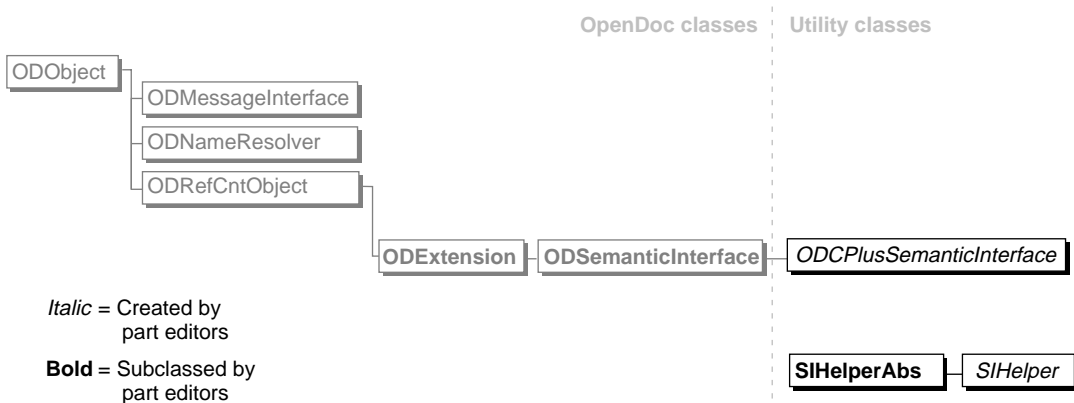 OpenDoc classes Utility classes
ODObject
ODMessageInterface
ODNameResolver
ODRefCntObject
ODExtension ODSemanticInterface ODCPlusSemanticInterface
Italic = Created by
part editors
Bold = Subclassed by
part editors
SIHelperAbs SIHelper